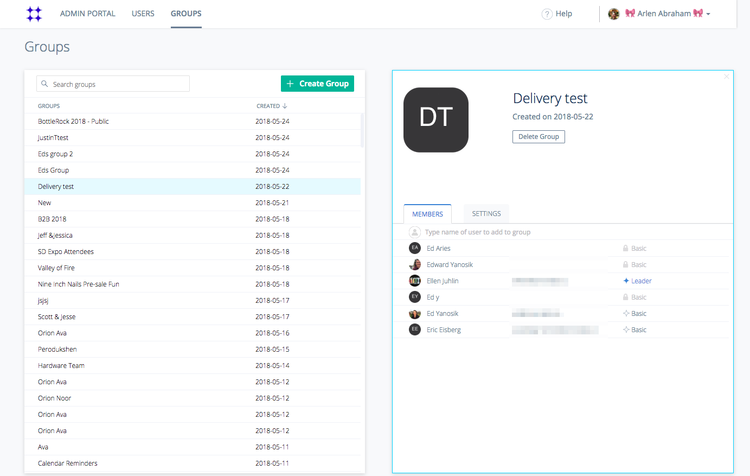 ADMIN PORTAL USERS GROUPS Help Arlen Abraham
Groups
Search groups
+ Create Group
GROUPS CREATED
BottleRock 2018 - Public 2018-05-24
justinTtest 2018-05-24
Eds group 2 2018-05-24
Eds Group 2018-05-24
Delivery test 2018-05-22
New 2018-05-21
B2B 2018 2018-05-18
Jeff &jessica 2018-05-18
SD Expo Attendees 2018-05-18
Valley of Fire 2018-05-18
Nine Inch Nails Pre-sale Fun 2018-05-18
jsjsj 2018-05-17
Scott & Jesse 2018-05-17
Orion Ava 2018-05-16
Perodukshen 2018-05-15
Hardware Team 2018-05-14
Orion Ava 2018-05-12
Orion Noor 2018-05-12
Orion Ava 2018-05-12
Orion Ava 2018-05-12
Ava 2018-05-11
Calendar Reminders 2018-05-11
DT
Delivery test
Created on 2018-05-22
Delete Group
MEMBERS SETTINGS
Type name of user to add to group
EA Ed Aries Basic
Edward Yanosik Basic
Ellen Juhlin Leader
EY Ed y Basic
Ed Yanosik Basic
EE Eric Eisberg Basic